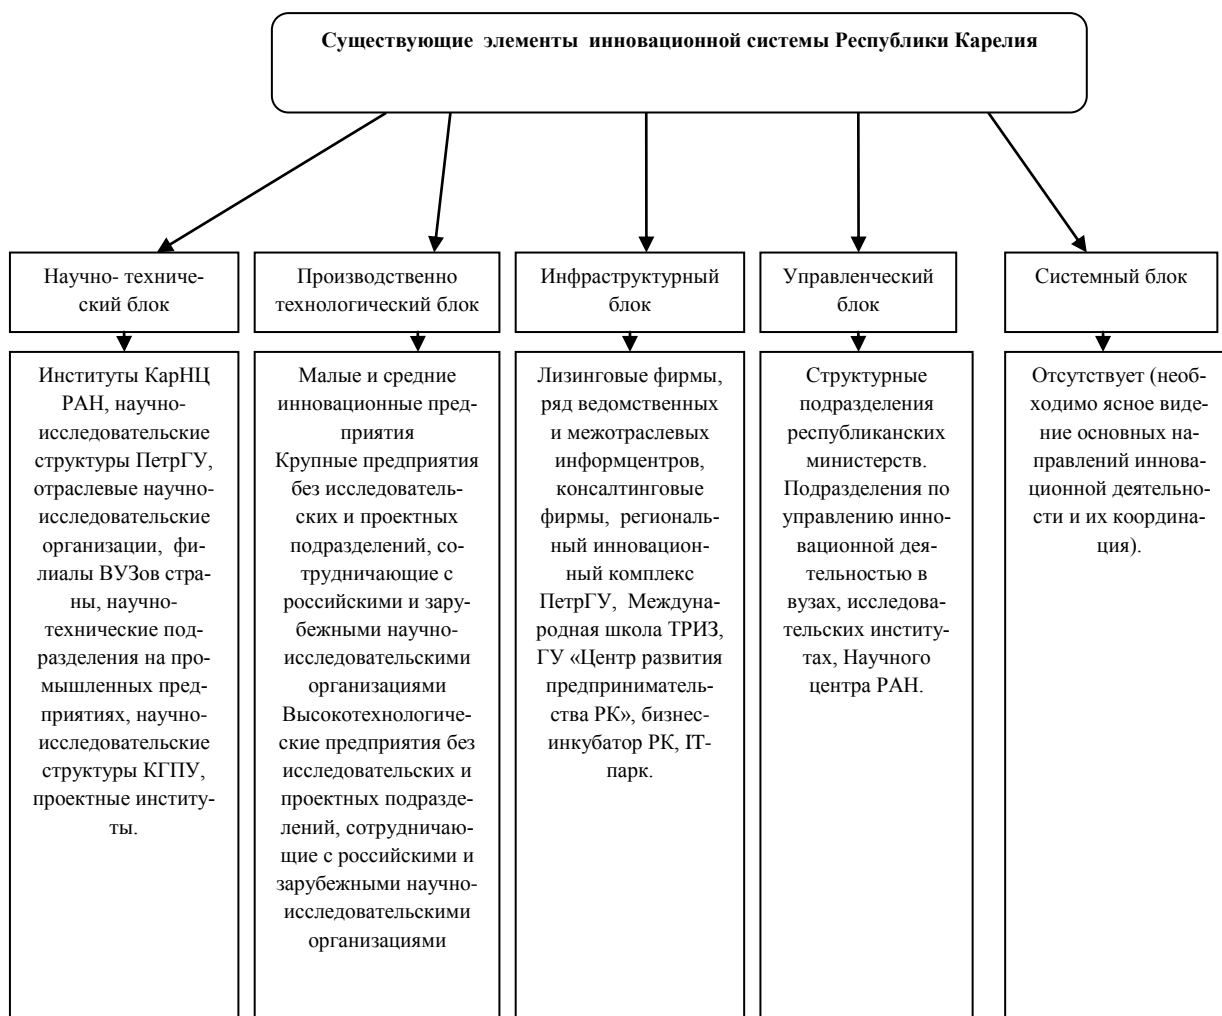 Существующие элементы инновационной системы Республики Карелия
Научно- техниче-
ский блок
Производственно
технологический блок
Инфраструктурный
блок
Управленческий
блок
Системный блок
Институты КарНЦ
РАН, научно-
исследовательские
структуры ПетрГУ,
отраслевые научно-
исследовательские
организации, фи-
лиалы ВУЗов стра-
ны, научно-
технические под-
разделения на про-
мышленных пред-
приятиях, научно-
исследовательские
структуры КГПУ,
проектные институ-
ты.
Малые и средние
инновационные пред-
приятия
Крупные предприятия
без исследователь-
ских и проектных
подразделений, со-
трудничающие с
российскими и зару-
бежными научно-
исследовательскими
организациями
Высокотехнологиче-
ские предприятия без
исследовательских и
проектных подразде-
лений, сотрудничаю-
щие с российскими и
зарубежными научно-
исследовательскими
организациями
Лизинговые фирмы,
ряд ведомственных
и межотраслевых
информцентров,
консалтинговые
фирмы, региональ-
ный инновацион-
ный комплекс
ПетрГУ, Междуна-
родная школа ТРИЗ,
ГУ «Центр развития
предприниматель-
ства РК», бизнес-
инкубатор РК, IT-
парк.
Структурные
подразделения
республиканских
министерств.
Подразделения по
управлению инно-
вационной дея-
тельностью в
вузах, исследова-
тельских институ-
тах, Научного
центра РАН.
Отсутствует (необ-
ходимо ясное виде-
ние основных на-
правлений иннова-
ционной деятельно-
сти и их координа-
ция).